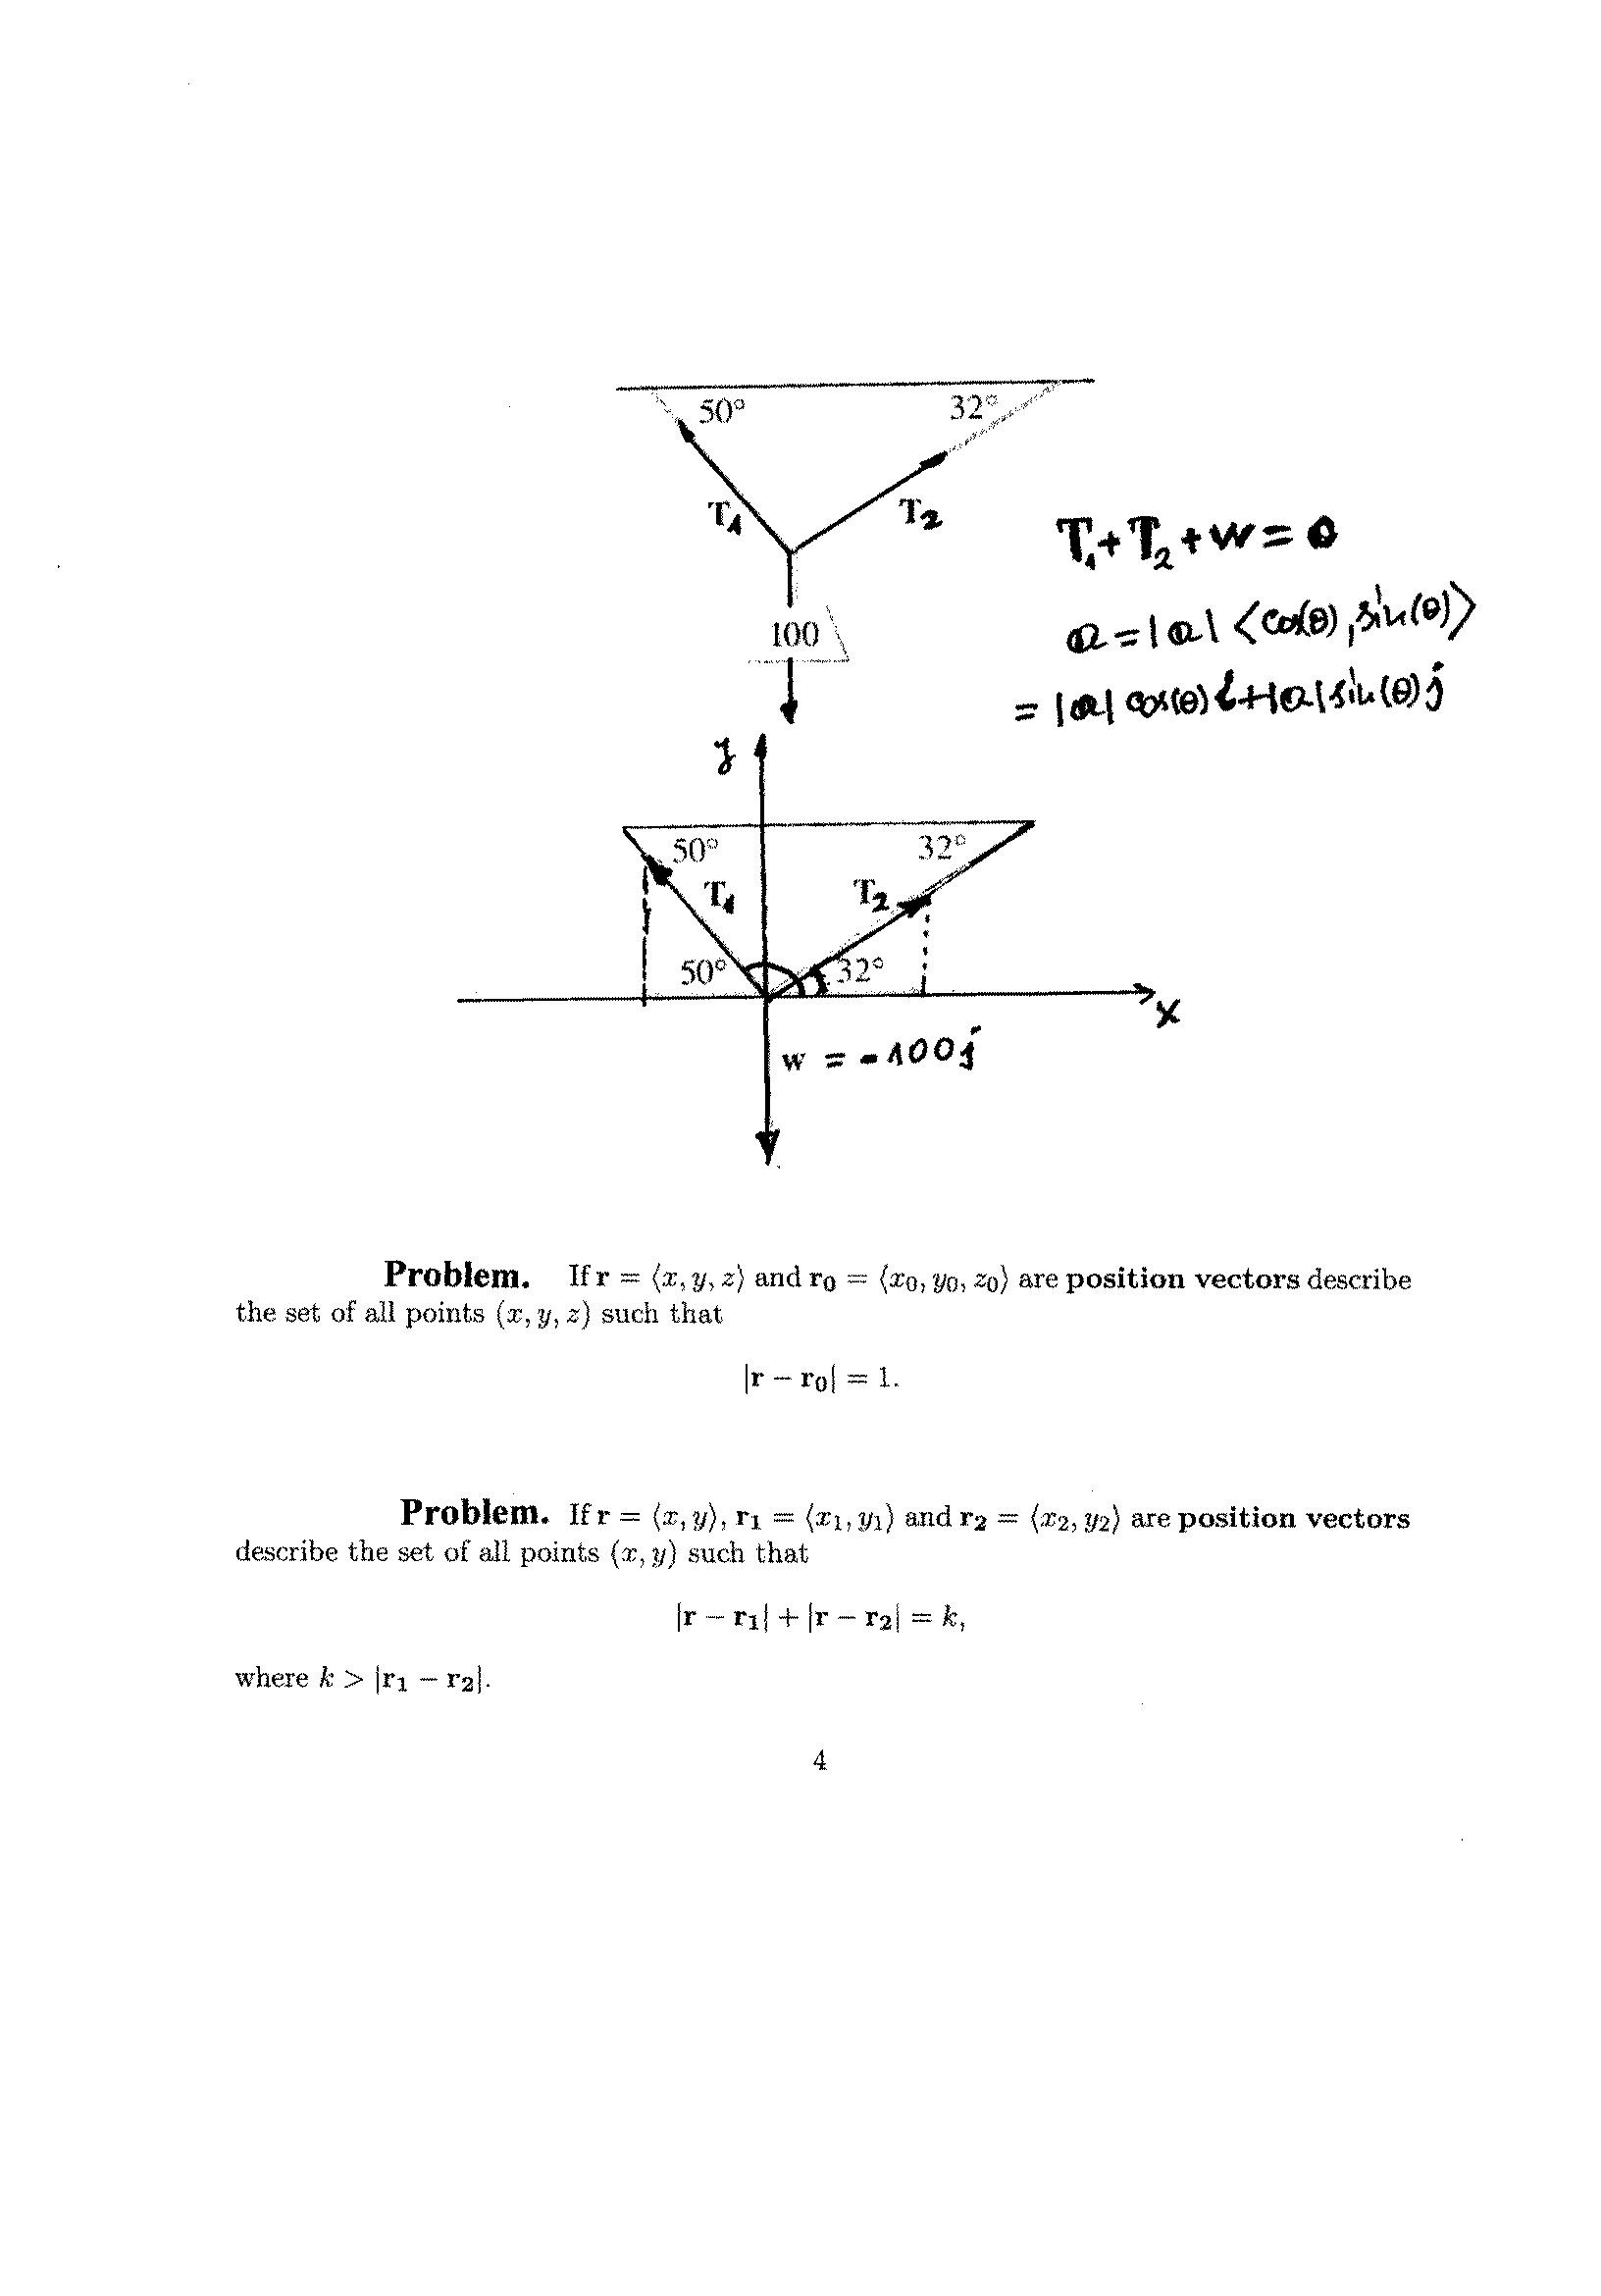 50° 32°
T₁ T₂
T₁ + T₂ + w = 0
100
a = |a| ⟨cos(θ), sin(θ)⟩
= |a| cos(θ) i + |a| sin(θ) j
y
50° 32°
T₁ T₂
50° 32°
x
w = -100 j
Problem. If r = ⟨x, y, z⟩ and r₀ = ⟨x₀, y₀, z₀⟩ are position vectors describe
the set of all points (x, y, z) such that
|r − r₀| = 1.
Problem. If r = ⟨x, y⟩, r₁ = ⟨x₁, y₁⟩ and r₂ = ⟨x₂, y₂⟩ are position vectors
describe the set of all points (x, y) such that
|r − r₁| + |r − r₂| = k,
where k > |r₁ − r₂|.
4